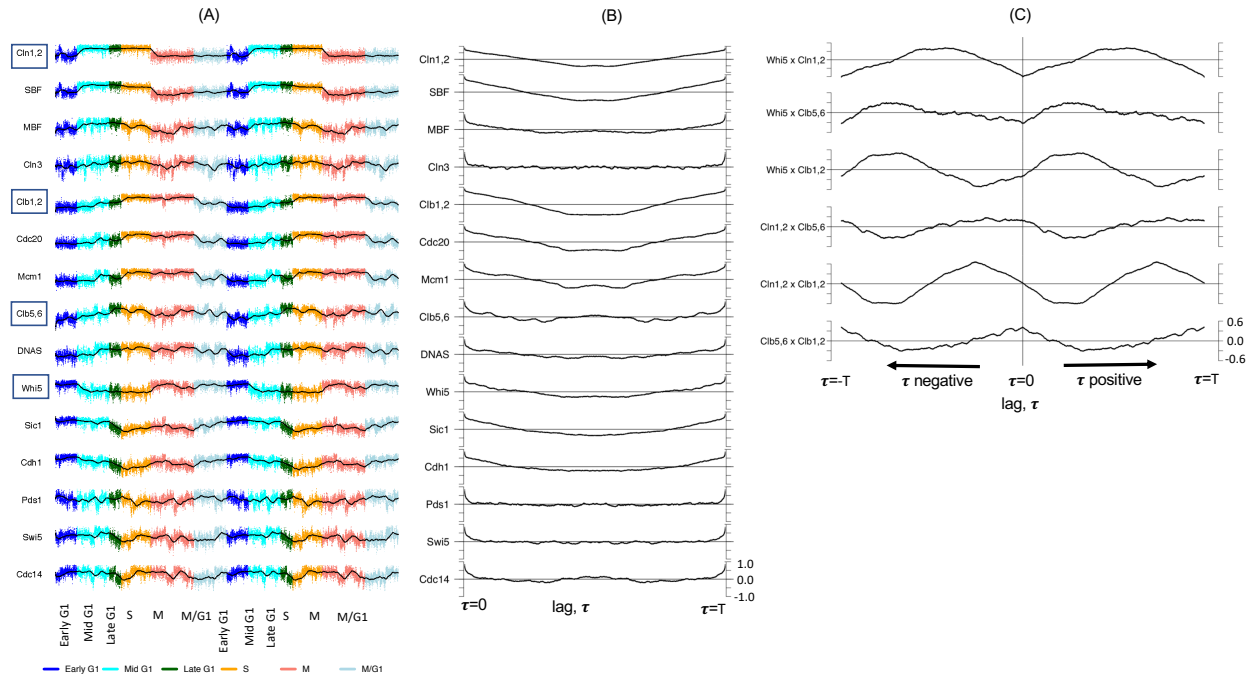 (A)
Cln1,2
SBF
MBF
Cln3
Clb1,2
Cdc20
Mcm1
Clb5,6
DNAS
Whi5
Sic1
Cdh1
Pds1
Swi5
Cdc14
Early G1
Mid G1
Late G1
S
M
M/G1
Early G1
Mid G1
Late G1
S
M
M/G1
Early G1 Mid G1 Late G1 S M M/G1
(B)
Cln1,2
SBF
MBF
Cln3
Clb1,2
Cdc20
Mcm1
Clb5,6
DNAS
Whi5
Sic1
Cdh1
Pds1
Swi5
Cdc14
1.0
0.0
-1.0
τ=0 lag, τ τ=T
(C)
Whi5 x Cln1,2
Whi5 x Clb5,6
Whi5 x Clb1,2
Cln1,2 x Clb5,6
Cln1,2 x Clb1,2
Clb5,6 x Clb1,2
0.6
0.0
-0.6
τ=-T τ negative τ=0 τ positive τ=T
lag, τ